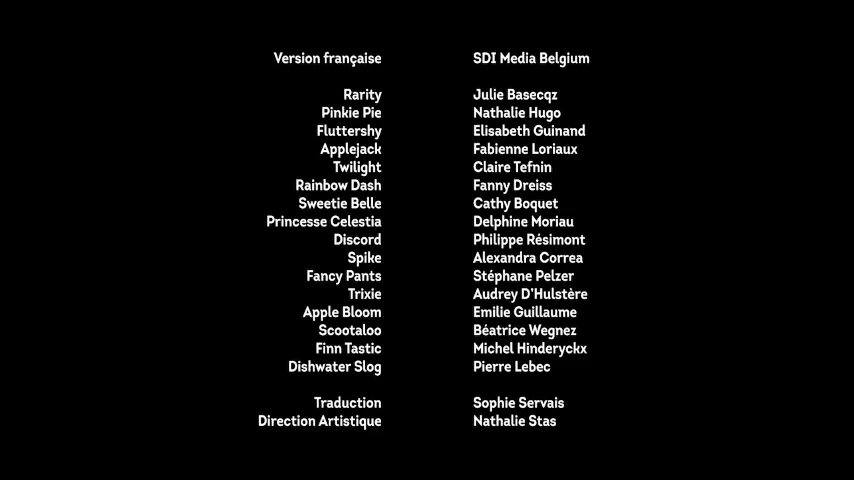 Version française SDI Media Belgium
Rarity Julie Basecqz
Pinkie Pie Nathalie Hugo
Fluttershy Elisabeth Guinand
Applejack Fabienne Loriaux
Twilight Claire Tefnin
Rainbow Dash Fanny Dreiss
Sweetie Belle Cathy Boquet
Princesse Celestia Delphine Moriau
Discord Philippe Résimont
Spike Alexandra Correa
Fancy Pants Stéphane Pelzer
Trixie Audrey D'Hulstère
Apple Bloom Emilie Guillaume
Scootaloo Béatrice Wegnez
Finn Tastic Michel Hinderyckx
Dishwater Slog Pierre Lebec
Traduction Sophie Servais
Direction Artistique Nathalie Stas